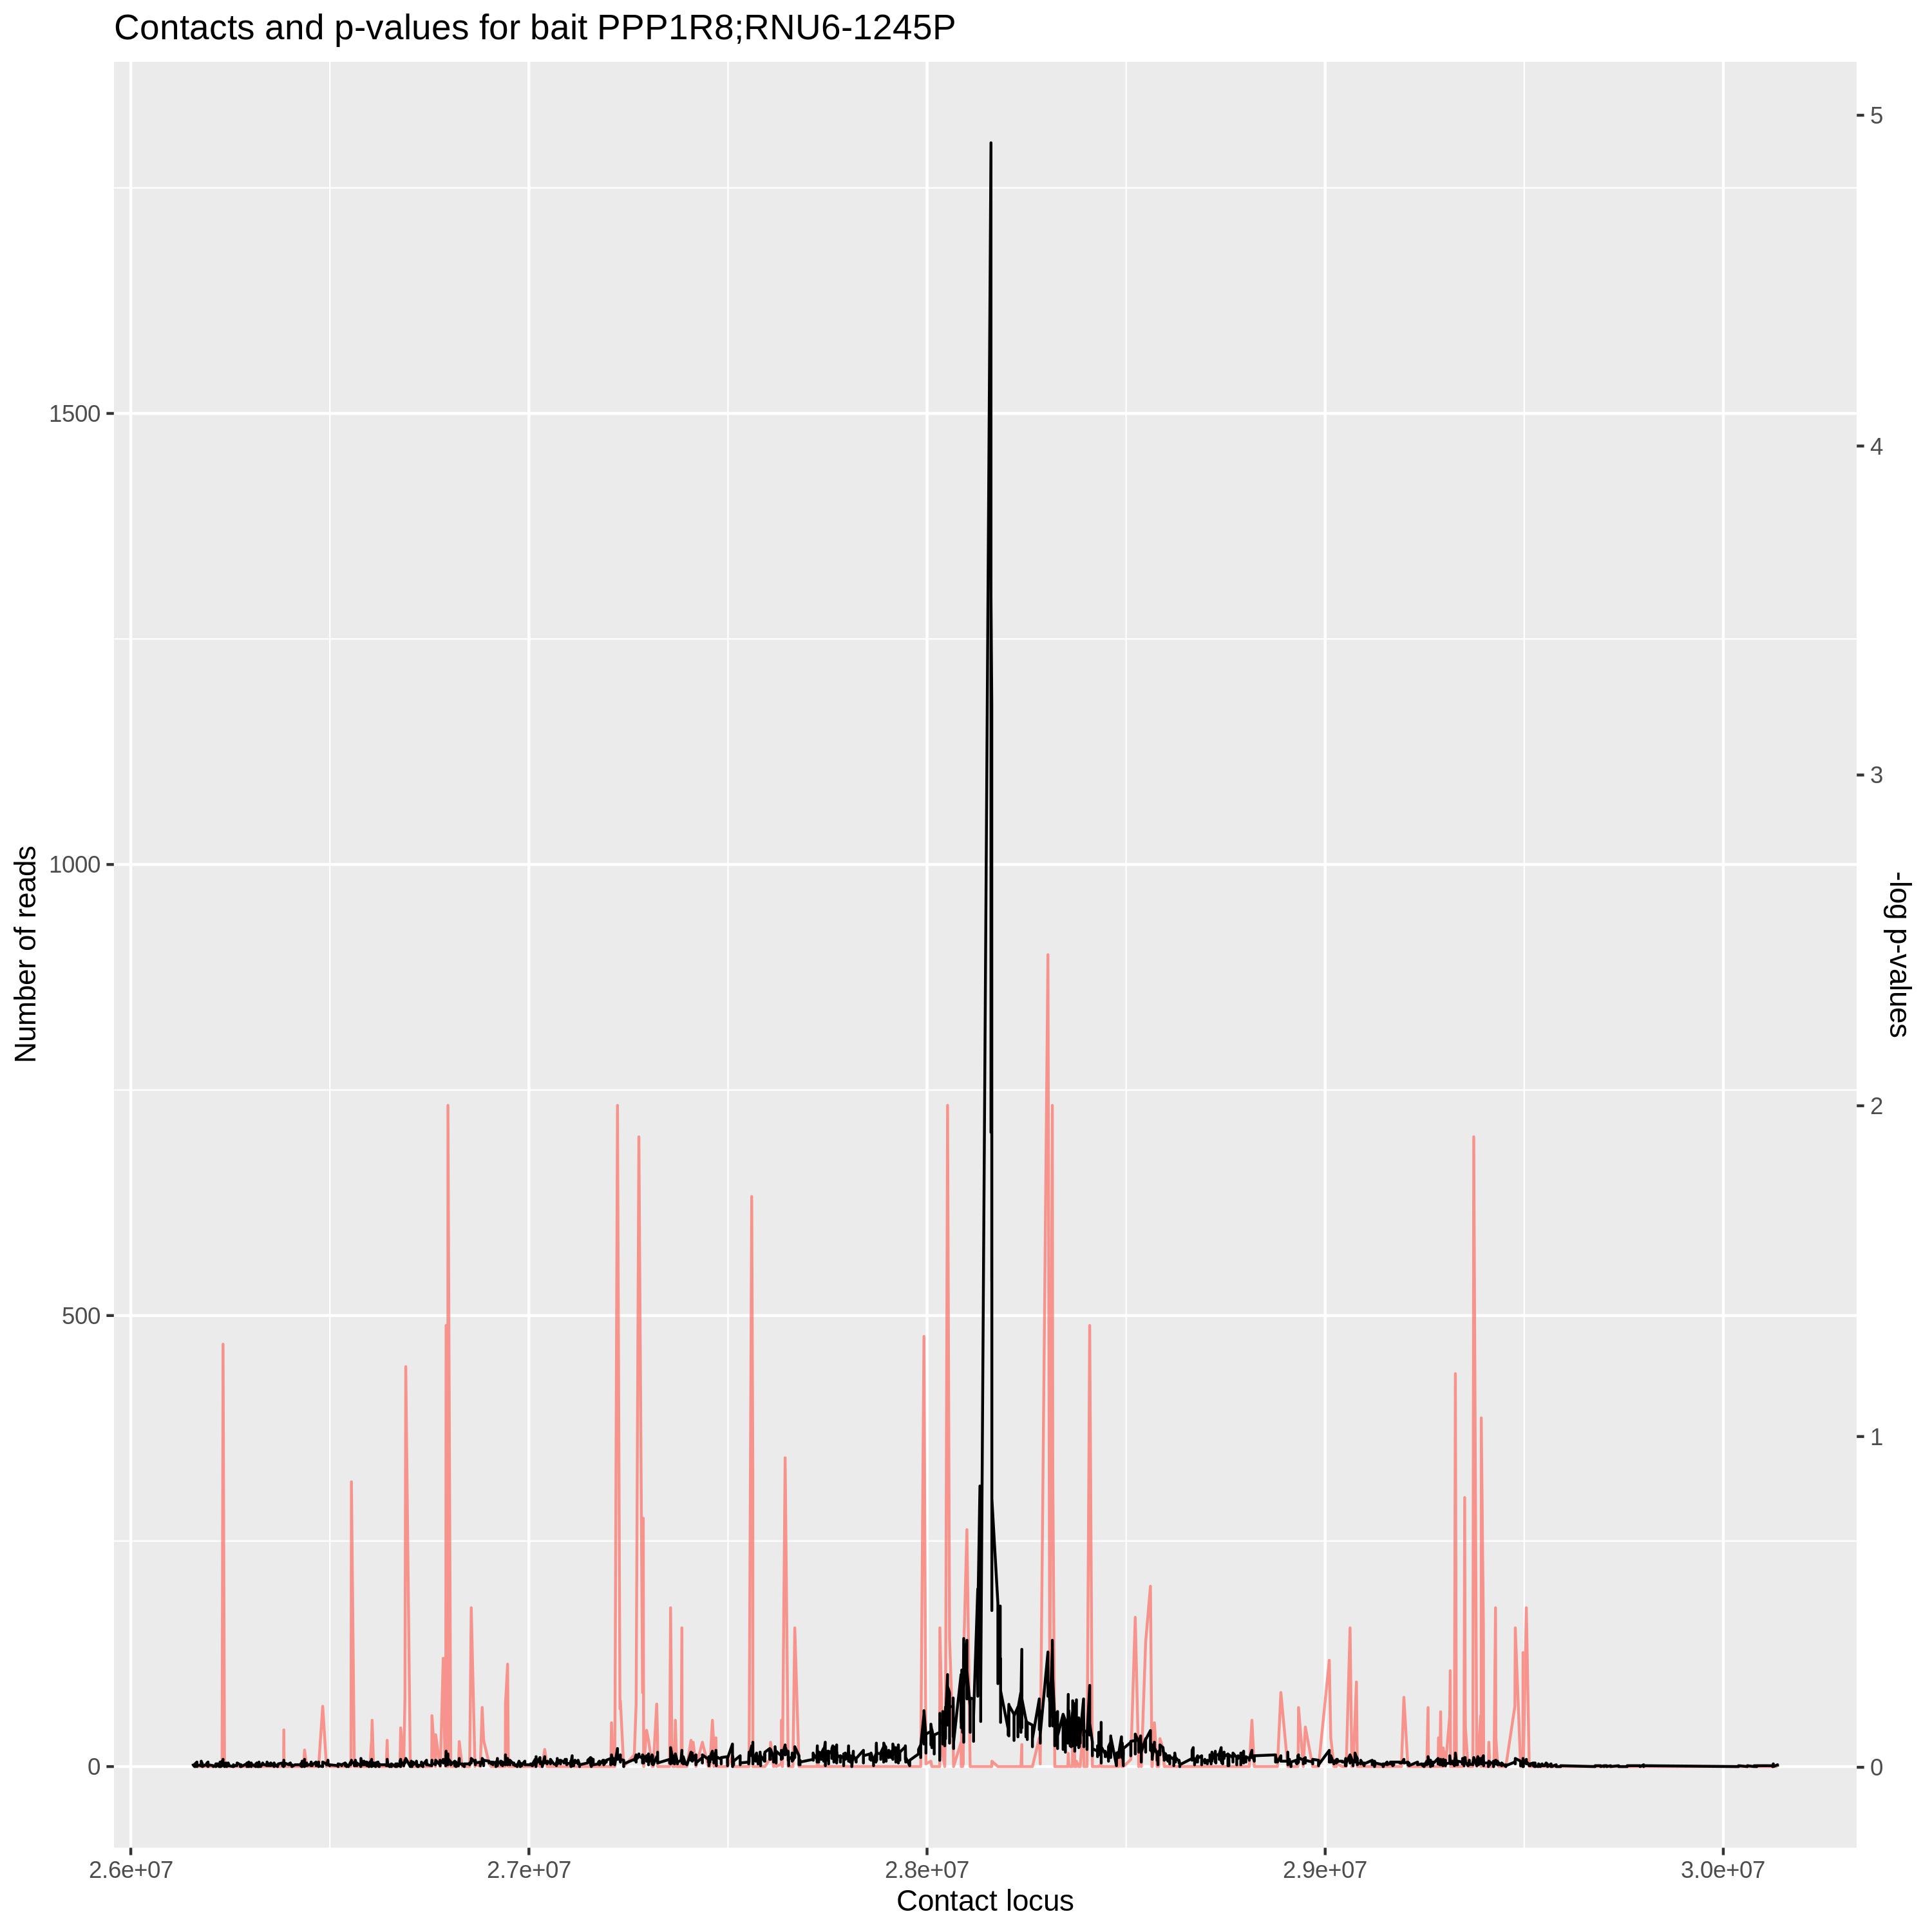 Contacts and p-values for bait PPP1R8;RNU6-1245P
5
1500
4
3
1000
Number of reads
-log p-values
2
500
1
0
0
2.6e+07
2.7e+07
2.8e+07
2.9e+07
3.0e+07
Contact locus